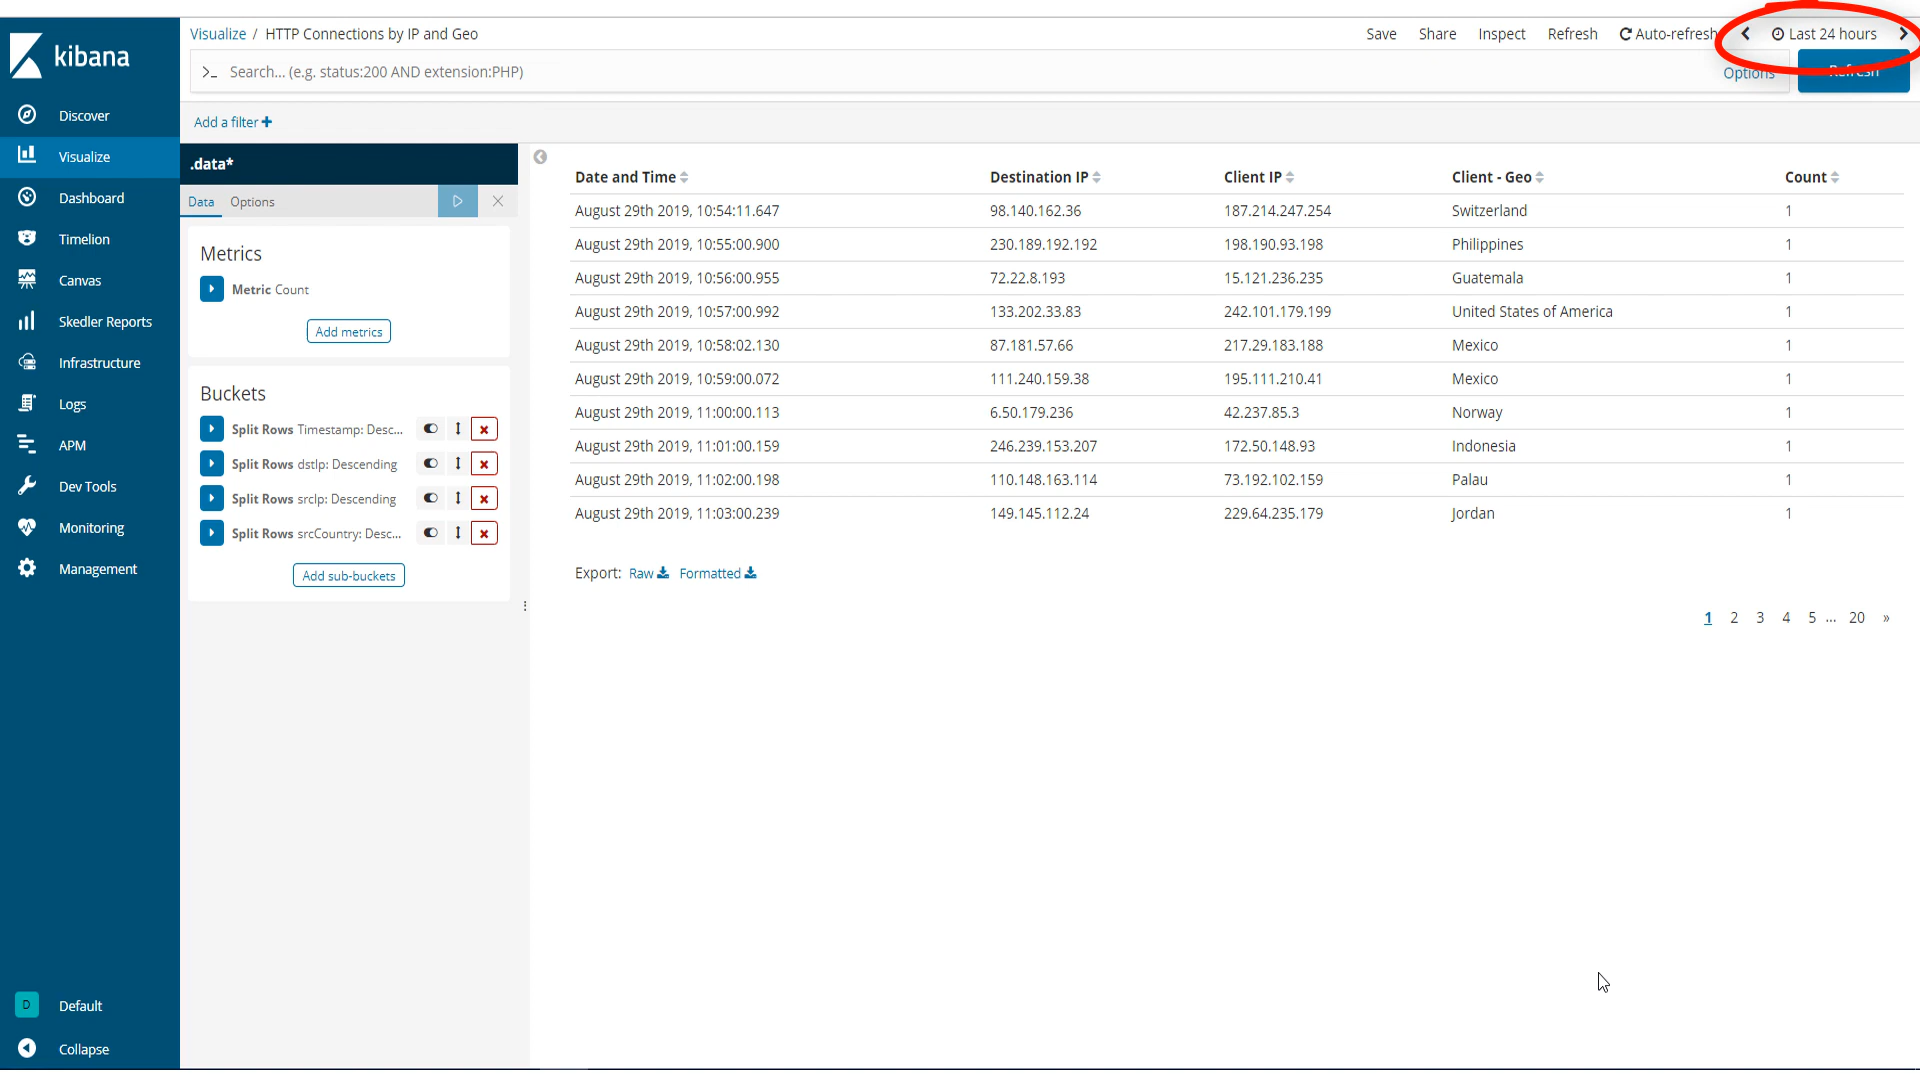 kibana
Discover
Visualize
Dashboard
Timelion
Canvas
Skedler Reports
Infrastructure
Logs
APM
Dev Tools
Monitoring
Management
D Default
Collapse
Visualize / HTTP Connections by IP and Geo
Save Share Inspect Refresh Auto-refresh Last 24 hours
>_ Search... (e.g. status:200 AND extension:PHP)
Options Refresh
Add a filter +
.data*
Data Options
Metrics
Metric Count
Add metrics
Buckets
Split Rows Timestamp: Desc...
Split Rows dstIp: Descending
Split Rows srcIp: Descending
Split Rows srcCountry: Desc...
Add sub-buckets
Date and Time Destination IP Client IP Client - Geo Count
August 29th 2019, 10:54:11.647 98.140.162.36 187.214.247.254 Switzerland 1
August 29th 2019, 10:55:00.900 230.189.192.192 198.190.93.198 Philippines 1
August 29th 2019, 10:56:00.955 72.22.8.193 15.121.236.235 Guatemala 1
August 29th 2019, 10:57:00.992 133.202.33.83 242.101.179.199 United States of America 1
August 29th 2019, 10:58:02.130 87.181.57.66 217.29.183.188 Mexico 1
August 29th 2019, 10:59:00.072 111.240.159.38 195.111.210.41 Mexico 1
August 29th 2019, 11:00:00.113 6.50.179.236 42.237.85.3 Norway 1
August 29th 2019, 11:01:00.159 246.239.153.207 172.50.148.93 Indonesia 1
August 29th 2019, 11:02:00.198 110.148.163.114 73.192.102.159 Palau 1
August 29th 2019, 11:03:00.239 149.145.112.24 229.64.235.179 Jordan 1
Export: Raw Formatted
1 2 3 4 5 ... 20 »